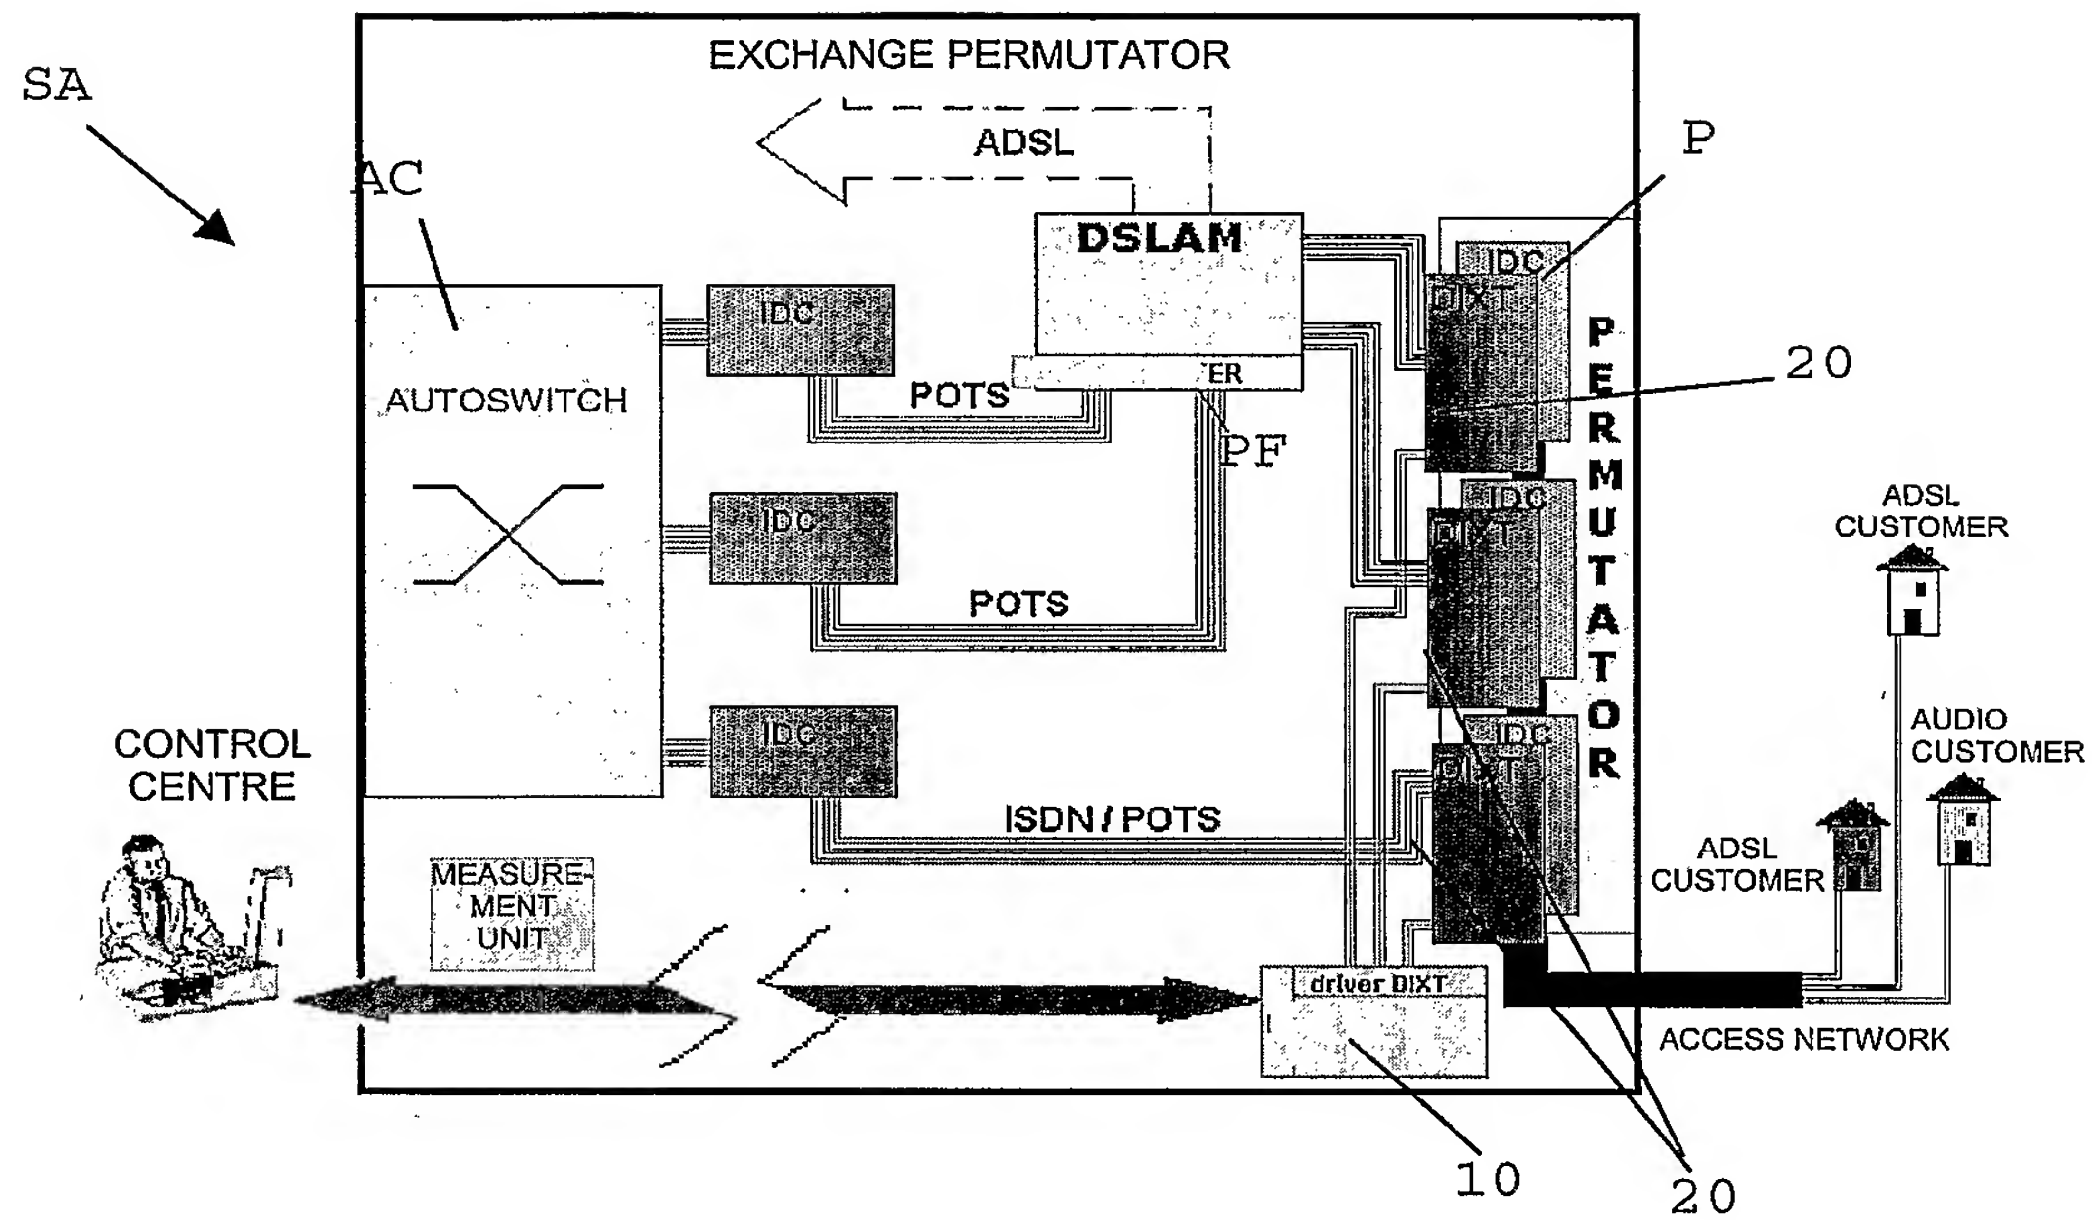 EXCHANGE PERMUTATOR
SA
ADSL
P
AC
DSLAM
IDC
DIXT
IDC
AUTOSWITCH
POTS
ER
PF
20
PERMUTATOR
IDC
IDC
DIXT
POTS
ADSL
CUSTOMER
IDC
IDC
DIXT
AUDIO
CUSTOMER
CONTROL
CENTRE
ISDN / POTS
ADSL
CUSTOMER
MEASURE-
MENT
UNIT
driver DIXT
ACCESS NETWORK
10
20